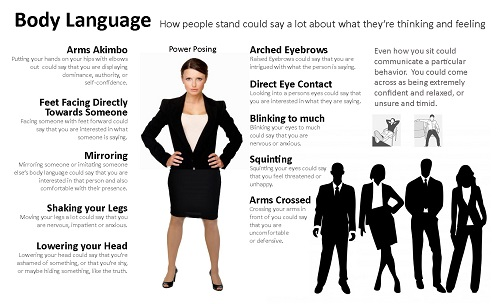 Body Language How people stand could say a lot about what they're thinking and feeling
Arms Akimbo
Putting your hands on your hips with elbows
out could say that you are displaying
dominance, authority, or
self-confidence.
Feet Facing Directly
Towards Someone
Facing someone with feet forward could
say that you are interested in what
someone is saying.
Mirroring
Mirroring someone or imitating someone
else's body language could say that you are
interested in that person and also
comfortable with their presence.
Shaking your Legs
Moving your legs a lot could say that you
are nervous, impatient or anxious.
Lowering your Head
Lowering your head could say that you're
ashamed of something, or that you're shy,
or maybe hiding something, like the truth.
Power Posing
Arched Eyebrows
Raised Eyebrows could say that you are
intrigued with what the person is saying.
Direct Eye Contact
Looking into a persons eyes could say that
you are interested in what they are saying.
Blinking to much
Blinking your eyes to much
could say that you are
nervous or anxious.
Squinting
Squinting your eyes could say
that you feel threatened or
unhappy.
Arms Crossed
Crossing your arms in
front of you could say
that you are
uncomfortable
or defensive.
Even how you sit could
communicate a particular
behavior. You could come
across as being extremely
confident and relaxed, or
unsure and timid.